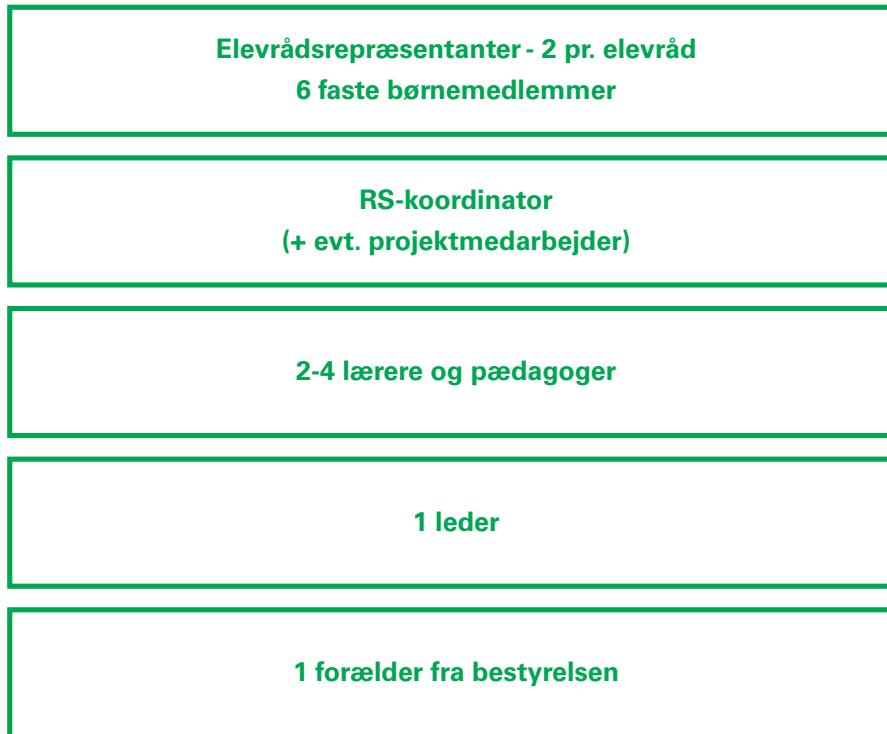 Elevrådsrepræsentanter - 2 pr. elevråd
6 faste børnemedlemmer
RS-koordinator
(+ evt. projektmedarbejder)
2-4 lærere og pædagoger
1 leder
1 forælder fra bestyrelsen